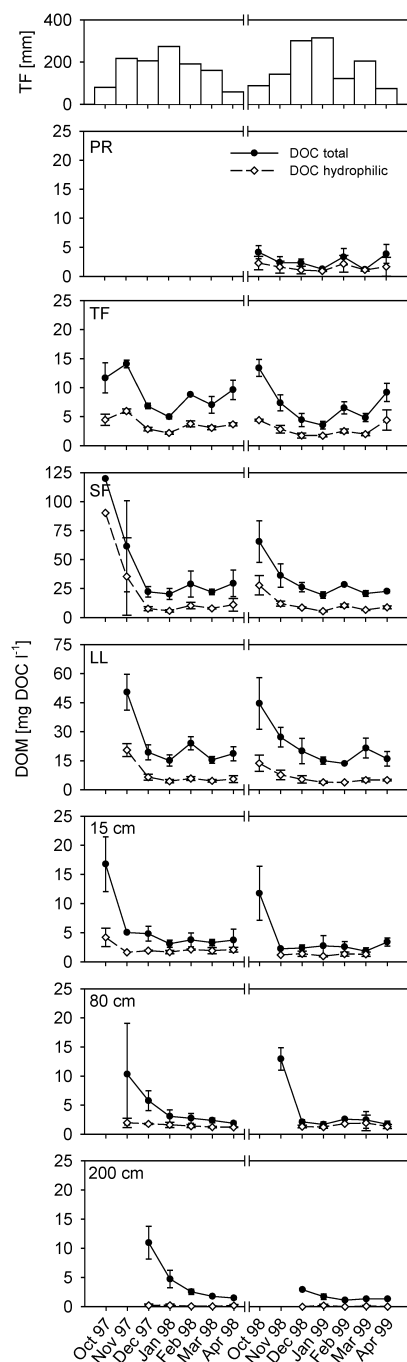 TF [mm]
400
200
0
PR
DOC total
DOC hydrophilic
25
20
15
10
5
0
TF
25
20
15
10
5
0
SF
125
100
75
50
25
0
DOM [mg DOC l-1]
LL
75
60
45
30
15
0
15 cm
25
20
15
10
5
0
80 cm
25
20
15
10
5
0
200 cm
25
20
15
10
5
0
Oct 97
Nov 97
Dec 97
Jan 98
Feb 98
Mar 98
Apr 98
Oct 98
Nov 98
Dec 98
Jan 99
Feb 99
Mar 99
Apr 99